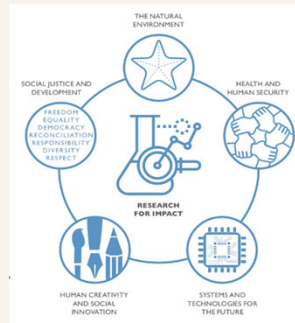 THE NATURAL
ENVIRONMENT
SOCIAL JUSTICE AND
DEVELOPMENT
FREEDOM
EQUALITY
DEMOCRACY
RECONCILIATION
RESPONSIBILITY
DIVERSITY
RESPECT
HEALTH AND
HUMAN SECURITY
RESEARCH
FOR IMPACT
HUMAN CREATIVITY
AND SOCIAL
INNOVATION
SYSTEMS AND
TECHNOLOGIES FOR
THE FUTURE